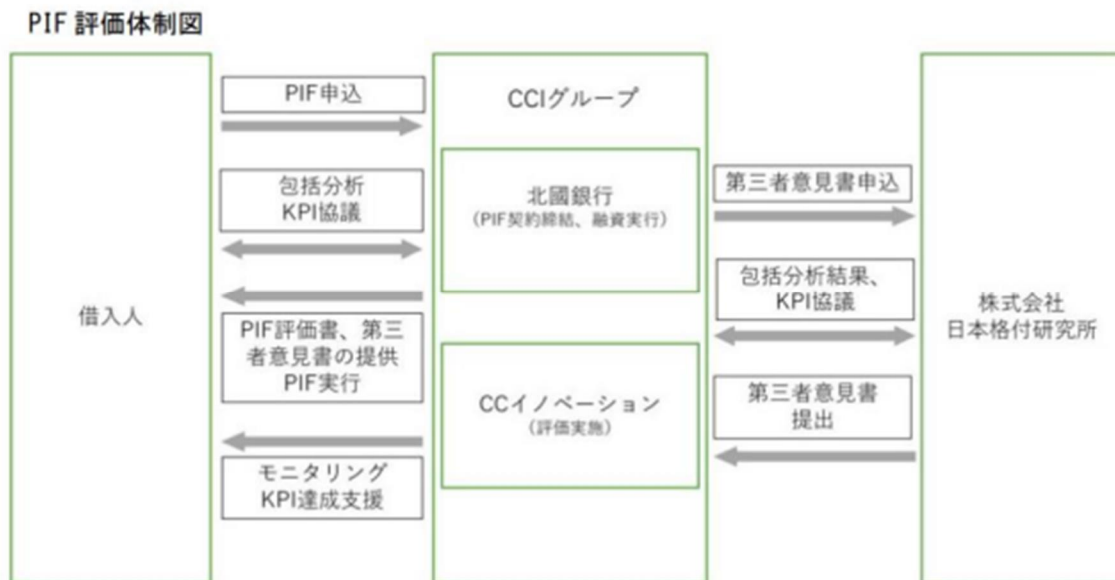 PIF 評価体制図
借入人
PIF申込
包括分析
KPI協議
PIF評価書、第三
者意見書の提供
PIF実行
モニタリング
KPI達成支援
CCIグループ
北國銀行
(PIF契約締結、融資実行)
CCイノベーション
(評価実施)
第三者意見書申込
包括分析結果、
KPI協議
第三者意見書
提出
株式会社
日本格付研究所